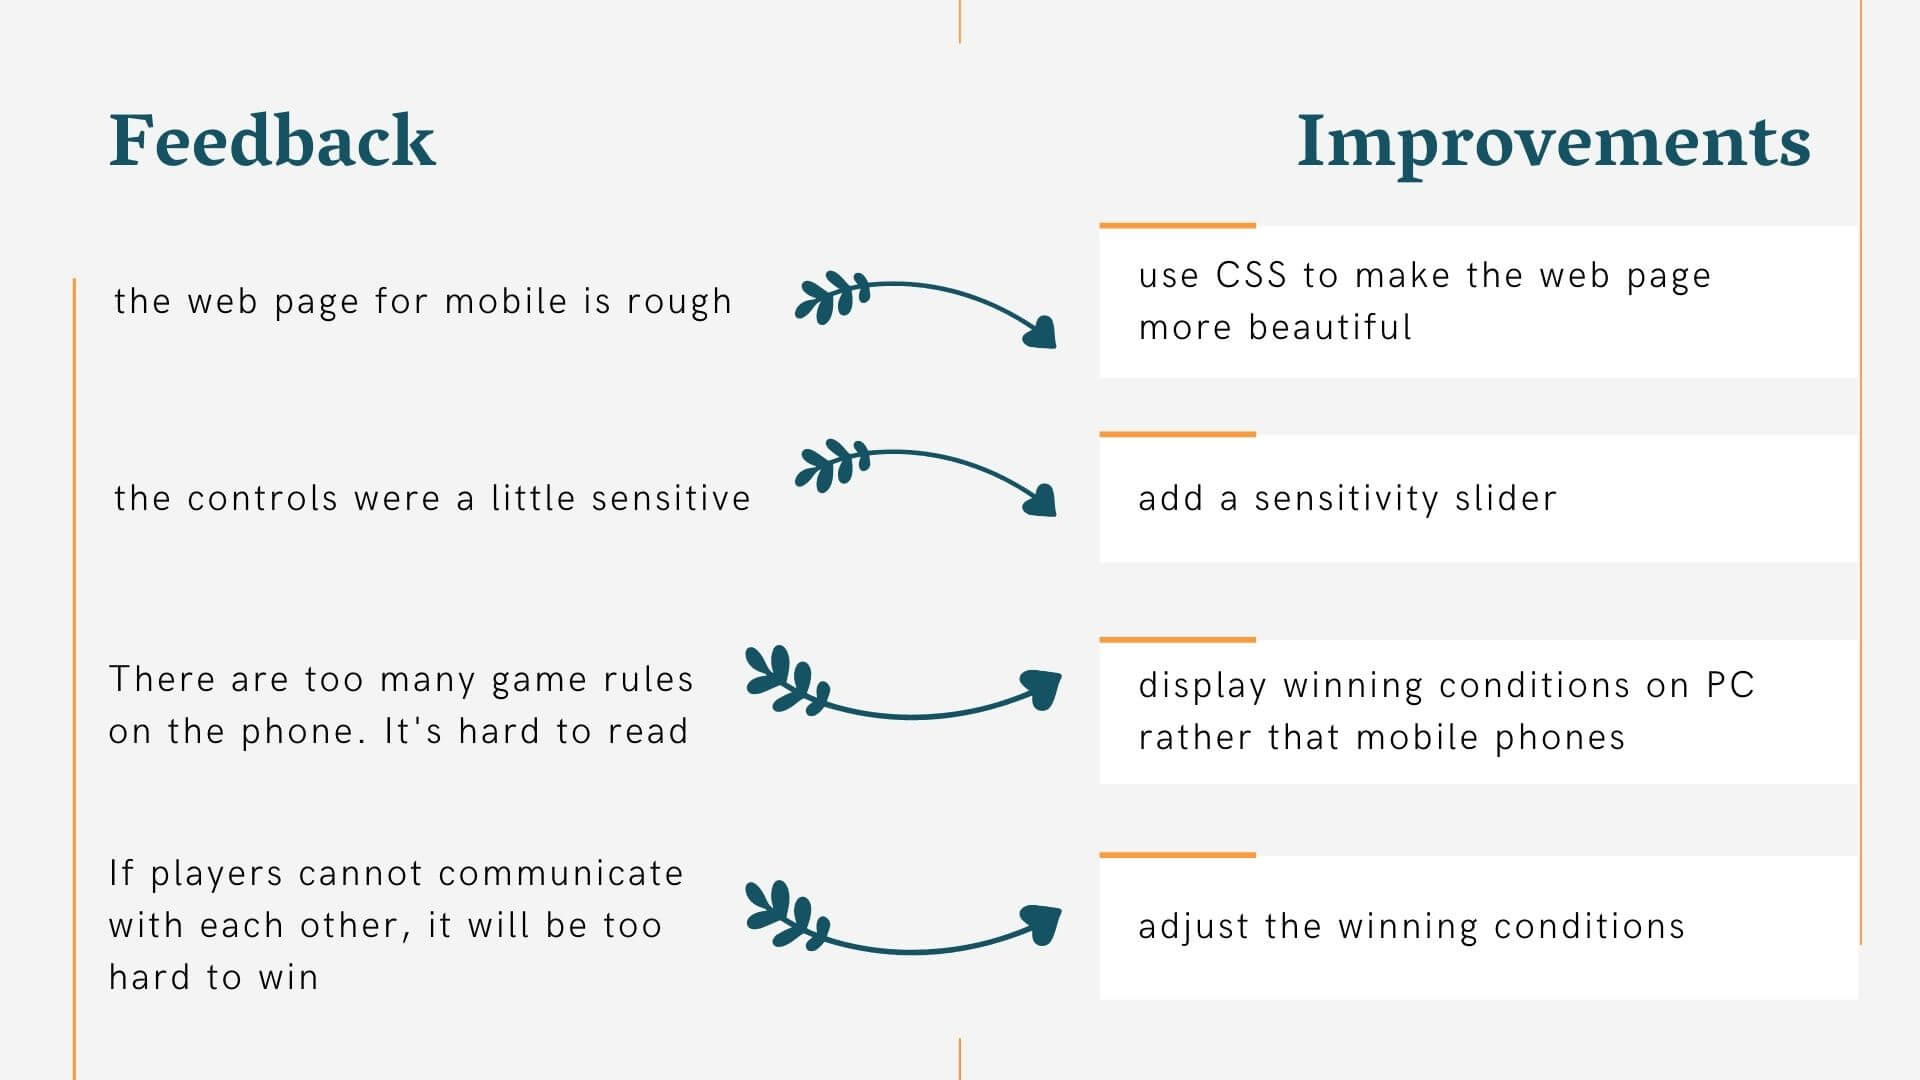 Feedback
Improvements
the web page for mobile is rough
use CSS to make the web page
more beautiful
the controls were a little sensitive
add a sensitivity slider
There are too many game rules
on the phone. It's hard to read
display winning conditions on PC
rather that mobile phones
If players cannot communicate
with each other, it will be too
hard to win
adjust the winning conditions